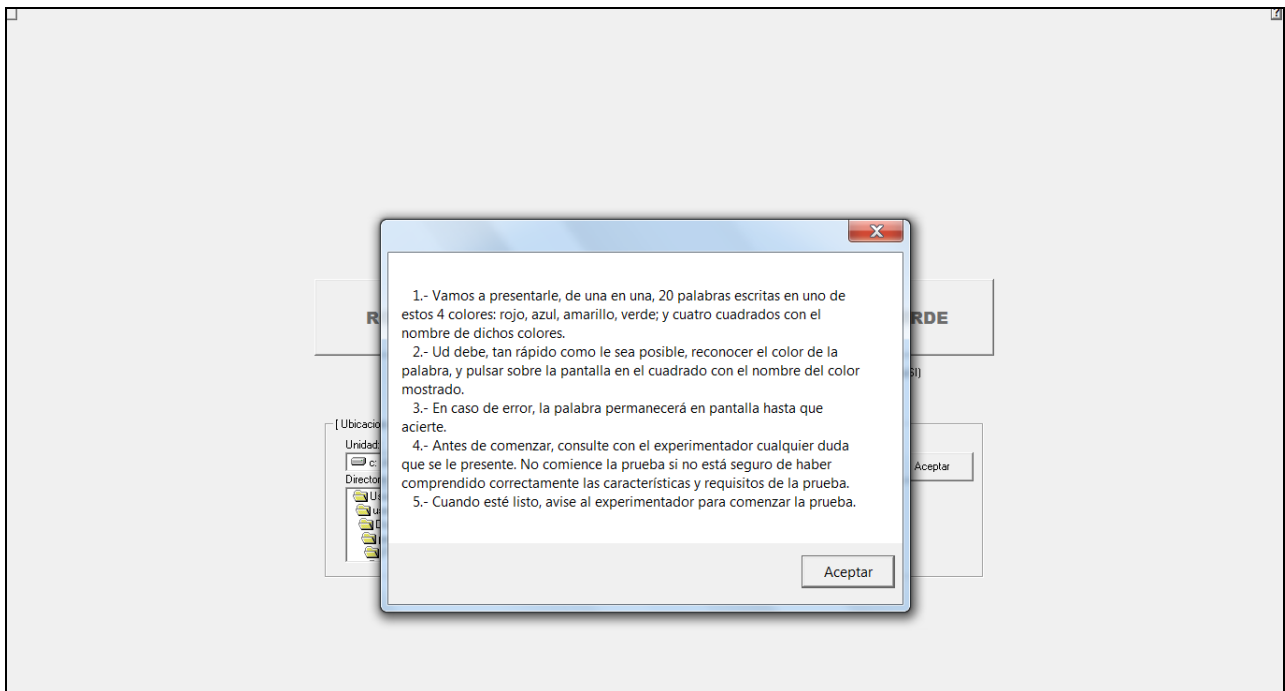 ?
X
1.- Vamos a presentarle, de una en una, 20 palabras escritas en uno de
estos 4 colores: rojo, azul, amarillo, verde; y cuatro cuadrados con el
nombre de dichos colores.
2.- Ud debe, tan rápido como le sea posible, reconocer el color de la
palabra, y pulsar sobre la pantalla en el cuadrado con el nombre del color
mostrado.
3.- En caso de error, la palabra permanecerá en pantalla hasta que
acierte.
4.- Antes de comenzar, consulte con el experimentador cualquier duda
que se le presente. No comience la prueba si no está seguro de haber
comprendido correctamente las características y requisitos de la prueba.
5.- Cuando esté listo, avise al experimentador para comenzar la prueba.
Aceptar
R
RDE
SI)
[ Ubicacio
Unidad:
c:
Director
Aceptar